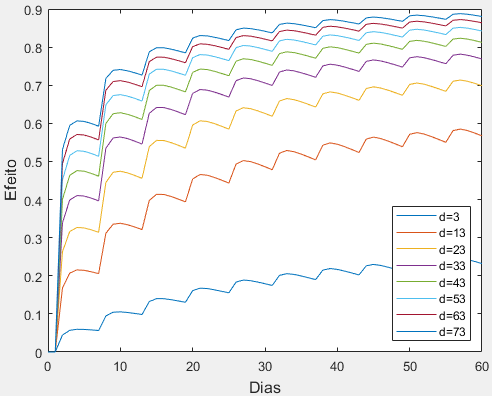 0.9
0.8
0.7
0.6
0.5
0.4
0.3
0.2
0.1
0
Efeito
d=3
d=13
d=23
d=33
d=43
d=53
d=63
d=73
0 10 20 30 40 50 60
Dias